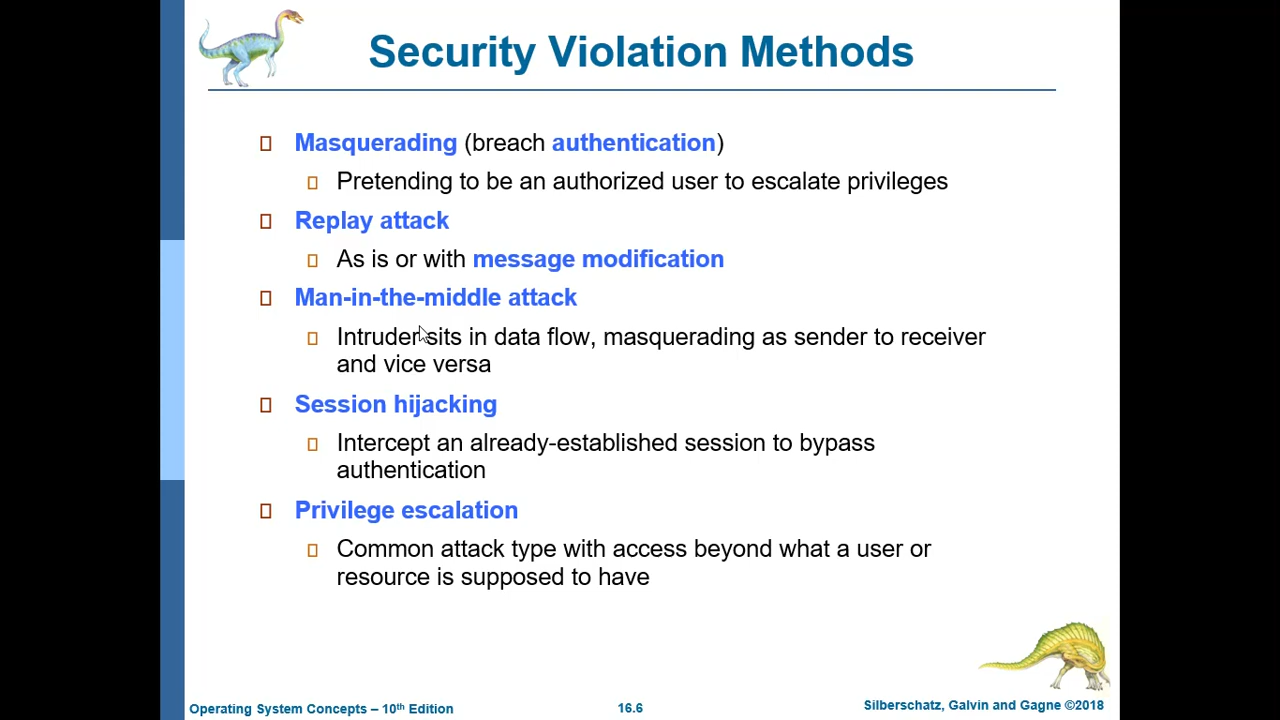 Security Violation Methods
Masquerading (breach authentication)
Pretending to be an authorized user to escalate privileges
Replay attack
As is or with message modification
Man-in-the-middle attack
Intruder sits in data flow, masquerading as sender to receiver
and vice versa
Session hijacking
Intercept an already-established session to bypass
authentication
Privilege escalation
Common attack type with access beyond what a user or
resource is supposed to have
Operating System Concepts – 10th Edition
16.6
Silberschatz, Galvin and Gagne ©2018